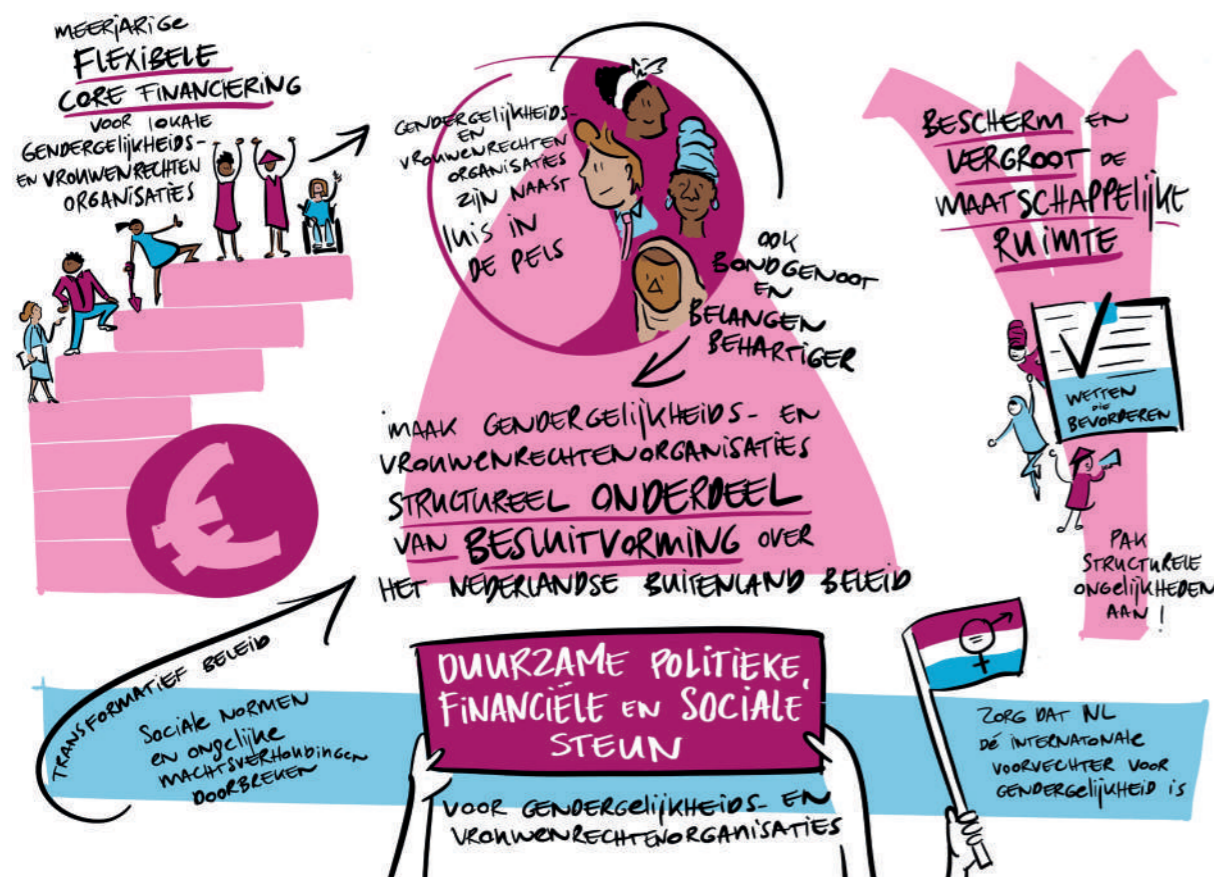 MEERJARIGE
FLEXIBELE
CORE FINANCIERING
VOOR LOKALE
GENDERGELIJKHEIDS-
EN VROUWENRECHTEN
ORGANISATIES
GENDERGELIJKHEIDS-
EN
VROUWENRECHTEN
ORGANISATIES
ZIJN NAAST
LUIS IN
DE PELS
OOK
BONDGENOOT
EN
BELANGEN
BEHARTIGER
MAAK GENDERGELIJKHEIDS- EN
VROUWENRECHTENORGANISATIES
STRUCTUREEL ONDERDEEL
VAN BESLUITVORMING OVER
HET NEDERLANDSE BUITENLAND BELEID
BESCHERM EN
VERGROOT DE
MAATSCHAPPELIJKE
RUIMTE
WETTEN
DIE
BEVORDEREN
PAK
STRUCTURELE
ONGELIJKHEDEN
AAN!
TRANSFORMATIEF BELEID
SOCIALE NORMEN
EN ONGELIJKE
MACHTSVERHOUDINGEN
DOORBREKEN
DUURZAME POLITIEKE,
FINANCIËLE EN SOCIALE
STEUN
VOOR GENDERGELIJKHEIDS- EN
VROUWENRECHTENORGANISATIES
ZORG DAT NL
DÉ INTERNATONALE
VOORVECHTER VOOR
GENDERGELIJKHEID IS